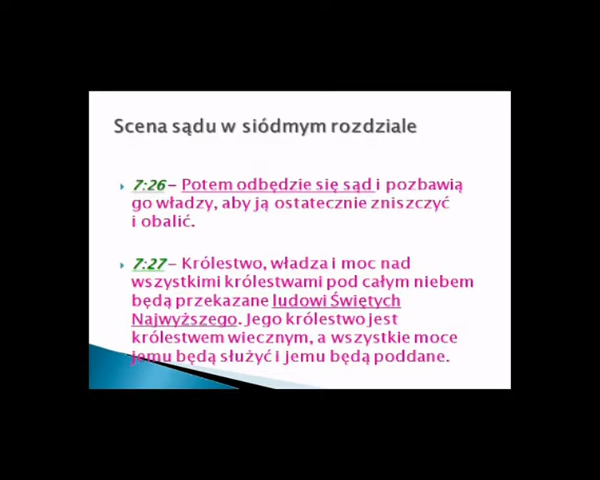 Scena sądu w siódmym rozdziale
7:26 – Potem odbędzie się sąd i pozbawią
go władzy, aby ją ostatecznie zniszczyć
i obalić.
7:27 – Królestwo, władza i moc nad
wszystkimi królestwami pod całym niebem
będą przekazane ludowi Świętych
Najwyższego. Jego królestwo jest
królestwem wiecznym, a wszystkie moce
jemu będą służyć i jemu będą poddane.